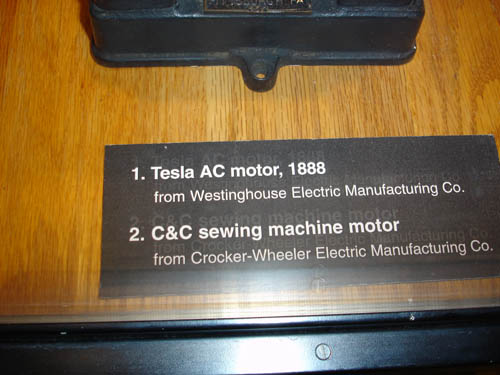 PA
1. Tesla AC motor, 1888
from Westinghouse Electric Manufacturing Co.
2. C&C sewing machine motor
from Crocker-Wheeler Electric Manufacturing Co.